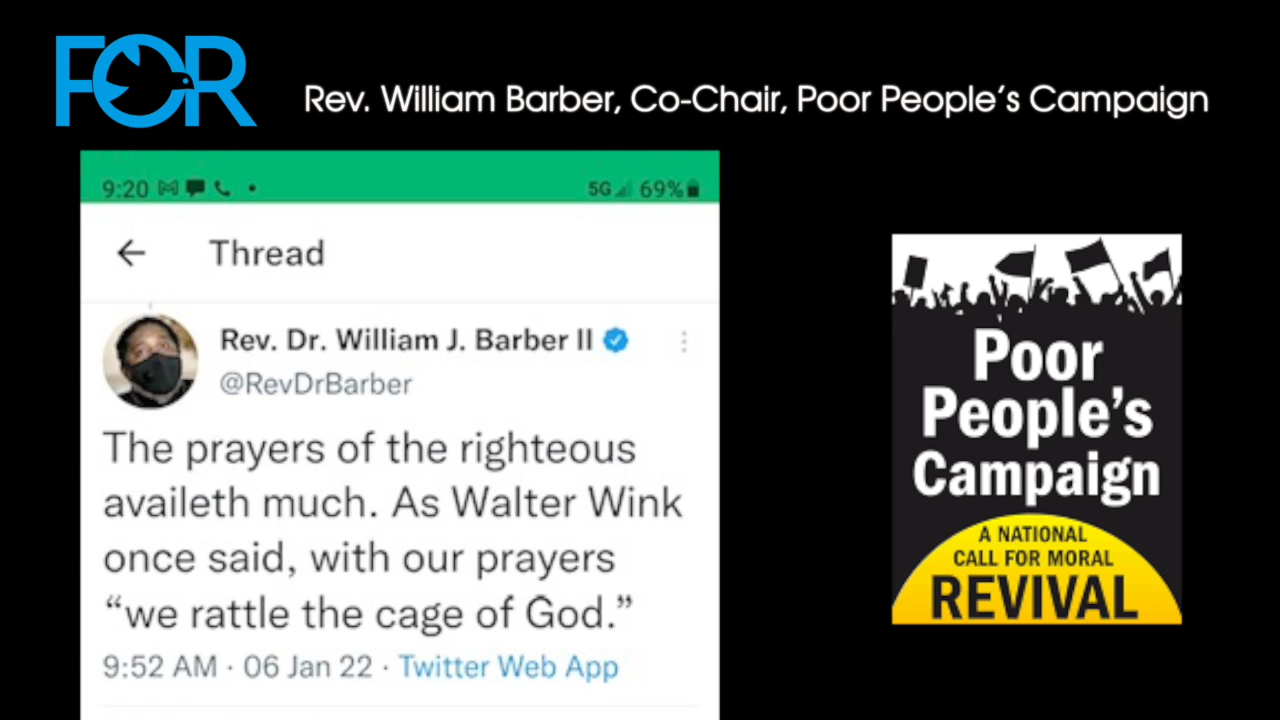 FOR
Rev. William Barber, Co-Chair, Poor People's Campaign
9:20
5G 69%
Thread
Rev. Dr. William J. Barber II
@RevDrBarber
The prayers of the righteous
availeth much. As Walter Wink
once said, with our prayers
“we rattle the cage of God.”
9:52 AM · 06 Jan 22 · Twitter Web App
Poor
People's
Campaign
A NATIONAL
CALL FOR MORAL
REVIVAL